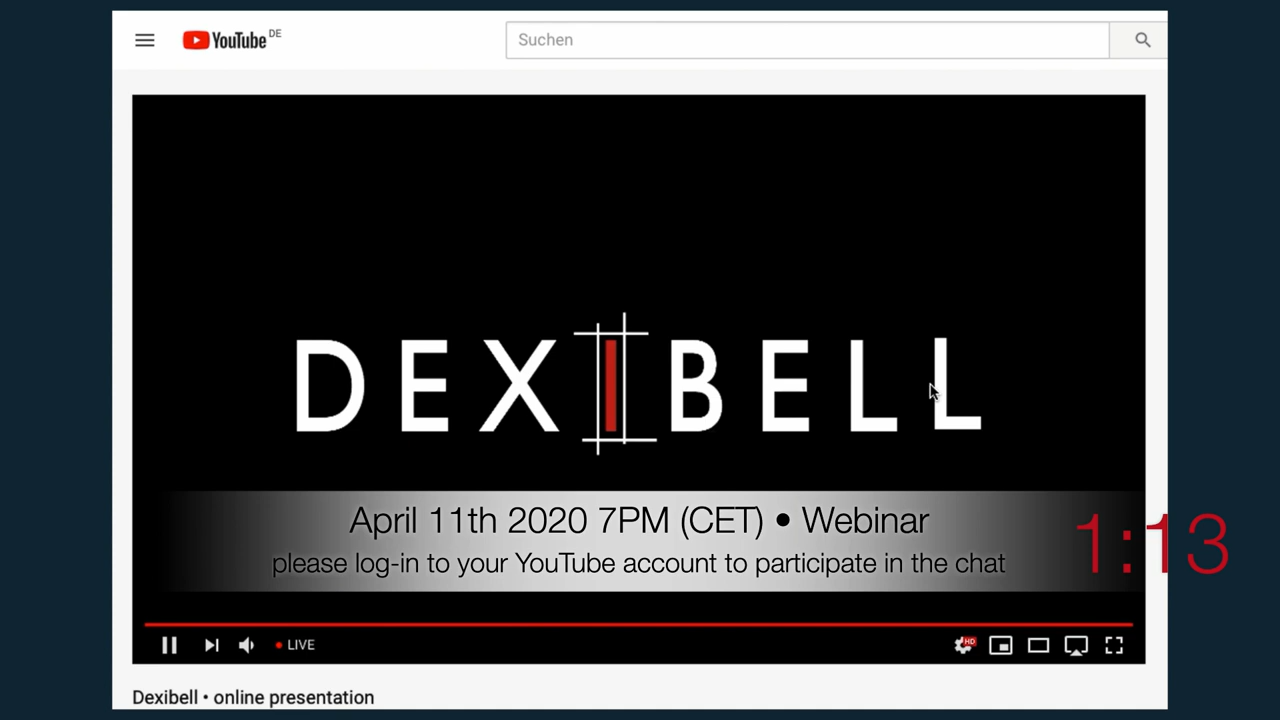 YouTube DE
Suchen
DEXIBELL
April 11th 2020 7PM (CET) • Webinar
please log-in to your YouTube account to participate in the chat
1:13
LIVE
HD
Dexibell • online presentation